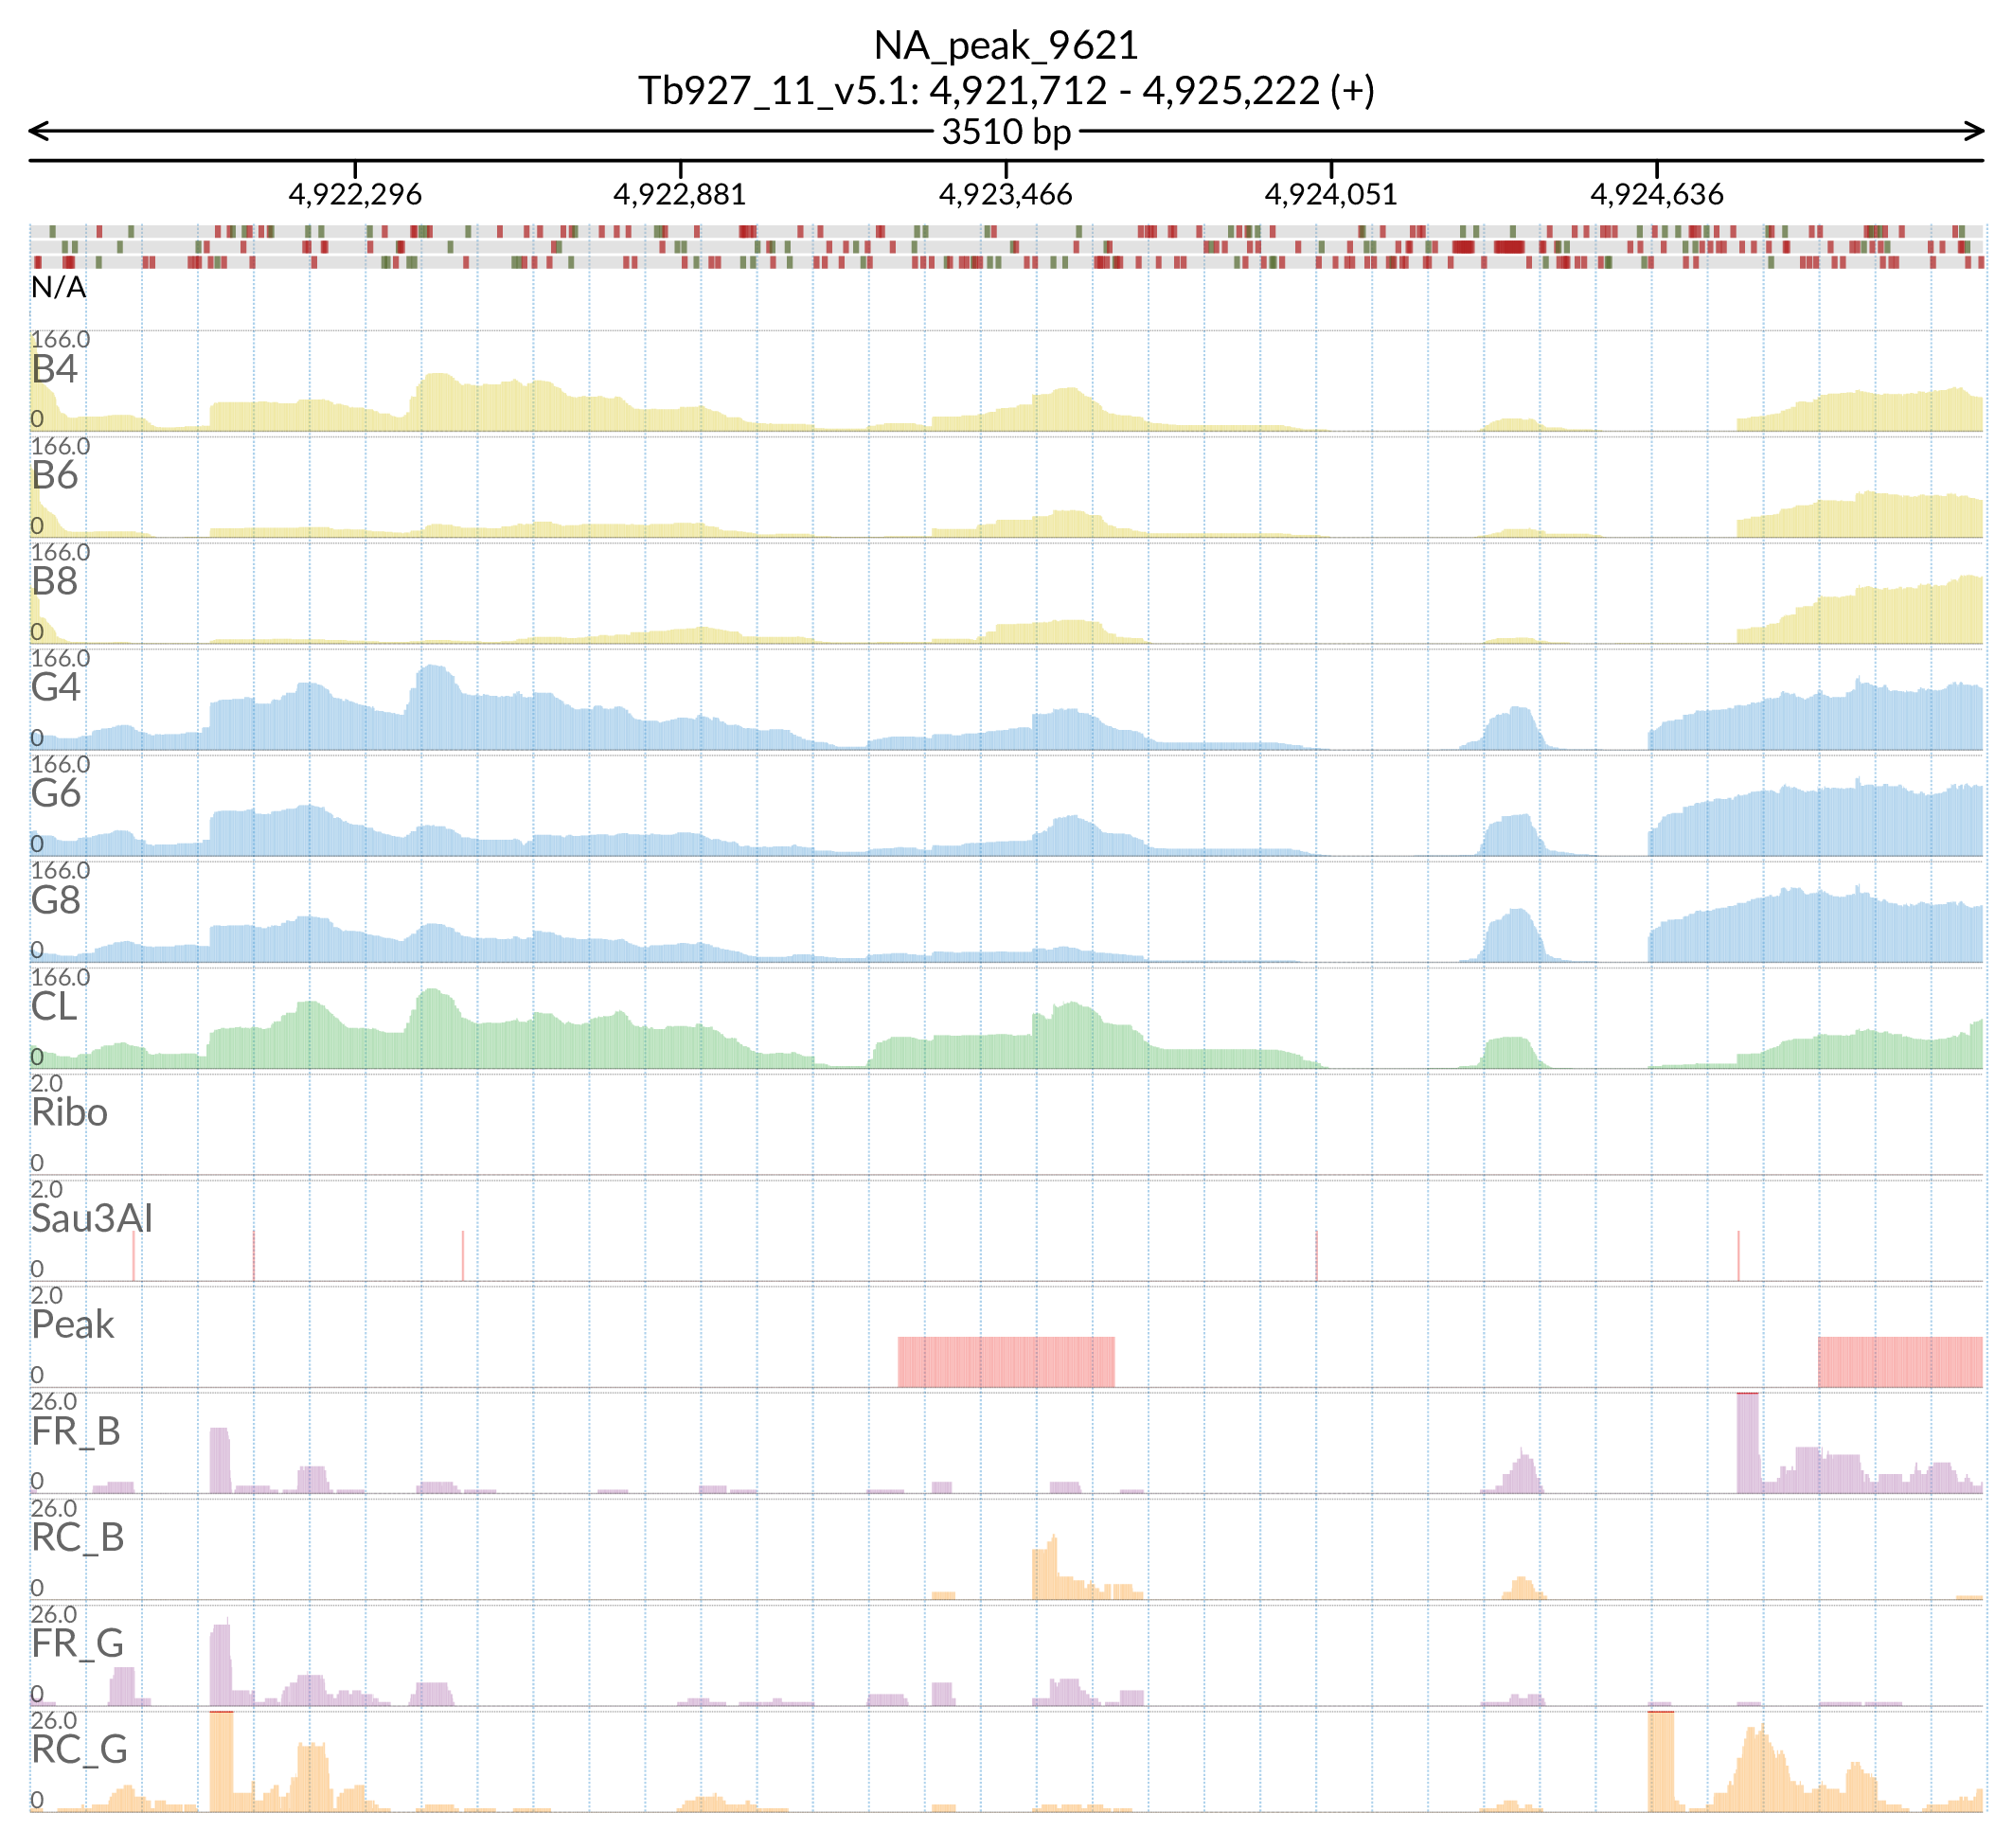 NA_peak_9621
Tb927_11_v5.1: 4,921,712 - 4,925,222 (+)
3510 bp
4,922,296 4,922,881 4,923,466 4,924,051 4,924,636
N/A
166.0
B4
0
166.0
B6
0
166.0
B8
0
166.0
G4
0
166.0
G6
0
166.0
G8
0
166.0
CL
0
2.0
Ribo
0
2.0
Sau3AI
0
2.0
Peak
0
26.0
FR_B
0
26.0
RC_B
0
26.0
FR_G
0
26.0
RC_G
0